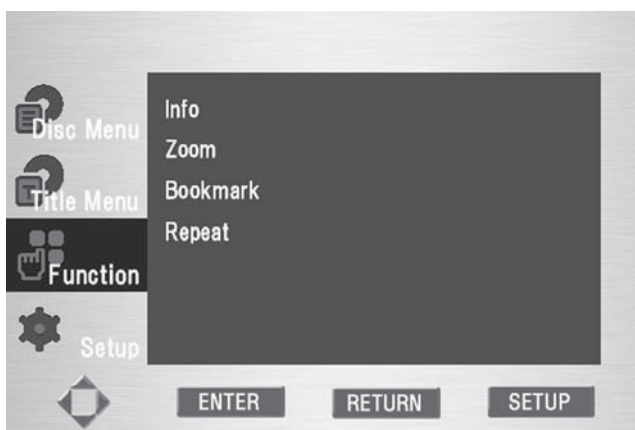 Disc Menu
Title Menu
Function
Setup
Info
Zoom
Bookmark
Repeat
ENTER RETURN SETUP